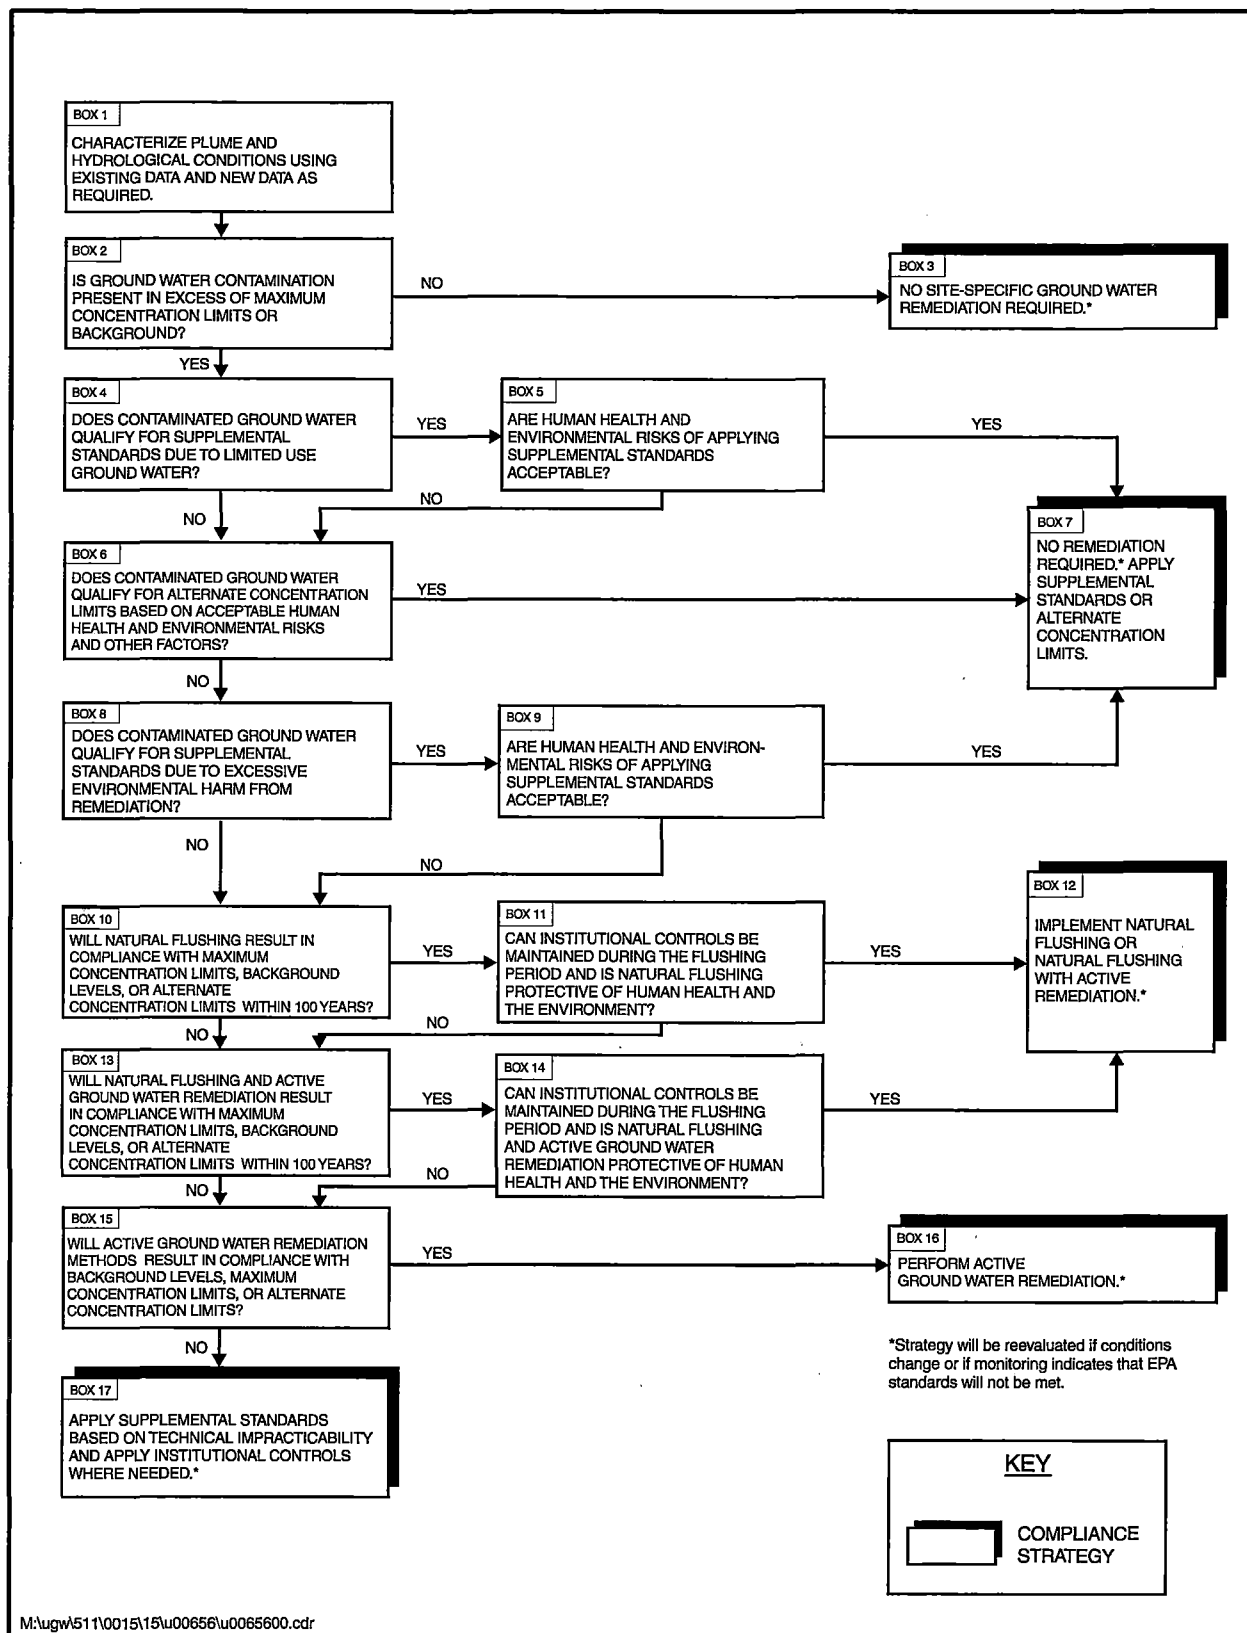 BOX 1
CHARACTERIZE PLUME AND
HYDROLOGICAL CONDITIONS USING
EXISTING DATA AND NEW DATA AS
REQUIRED.
BOX 2
IS GROUND WATER CONTAMINATION
PRESENT IN EXCESS OF MAXIMUM
CONCENTRATION LIMITS OR
BACKGROUND?
NO
BOX 3
NO SITE-SPECIFIC GROUND WATER
REMEDIATION REQUIRED.*
YES
BOX 4
DOES CONTAMINATED GROUND WATER
QUALIFY FOR SUPPLEMENTAL
STANDARDS DUE TO LIMITED USE
GROUND WATER?
YES
BOX 5
ARE HUMAN HEALTH AND
ENVIRONMENTAL RISKS OF APPLYING
SUPPLEMENTAL STANDARDS
ACCEPTABLE?
YES
NO
NO
BOX 6
DOES CONTAMINATED GROUND WATER
QUALIFY FOR ALTERNATE CONCENTRATION
LIMITS BASED ON ACCEPTABLE HUMAN
HEALTH AND ENVIRONMENTAL RISKS
AND OTHER FACTORS?
YES
BOX 7
NO REMEDIATION
REQUIRED.* APPLY
SUPPLEMENTAL
STANDARDS OR
ALTERNATE
CONCENTRATION
LIMITS.
NO
BOX 8
DOES CONTAMINATED GROUND WATER
QUALIFY FOR SUPPLEMENTAL
STANDARDS DUE TO EXCESSIVE
ENVIRONMENTAL HARM FROM
REMEDIATION?
YES
BOX 9
ARE HUMAN HEALTH AND ENVIRON-
MENTAL RISKS OF APPLYING
SUPPLEMENTAL STANDARDS
ACCEPTABLE?
YES
NO
NO
BOX 10
WILL NATURAL FLUSHING RESULT IN
COMPLIANCE WITH MAXIMUM
CONCENTRATION LIMITS, BACKGROUND
LEVELS, OR ALTERNATE
CONCENTRATION LIMITS WITHIN 100 YEARS?
YES
BOX 11
CAN INSTITUTIONAL CONTROLS BE
MAINTAINED DURING THE FLUSHING
PERIOD AND IS NATURAL FLUSHING
PROTECTIVE OF HUMAN HEALTH AND
THE ENVIRONMENT?
YES
BOX 12
IMPLEMENT NATURAL
FLUSHING OR
NATURAL FLUSHING
WITH ACTIVE
REMEDIATION.*
NO
NO
BOX 13
WILL NATURAL FLUSHING AND ACTIVE
GROUND WATER REMEDIATION RESULT
IN COMPLIANCE WITH MAXIMUM
CONCENTRATION LIMITS, BACKGROUND
LEVELS, OR ALTERNATE
CONCENTRATION LIMITS WITHIN 100 YEARS?
YES
BOX 14
CAN INSTITUTIONAL CONTROLS BE
MAINTAINED DURING THE FLUSHING
PERIOD AND IS NATURAL FLUSHING
AND ACTIVE GROUND WATER
REMEDIATION PROTECTIVE OF HUMAN
HEALTH AND THE ENVIRONMENT?
YES
NO
NO
BOX 15
WILL ACTIVE GROUND WATER REMEDIATION
METHODS RESULT IN COMPLIANCE WITH
BACKGROUND LEVELS, MAXIMUM
CONCENTRATION LIMITS, OR ALTERNATE
CONCENTRATION LIMITS?
YES
BOX 16
PERFORM ACTIVE
GROUND WATER REMEDIATION.*
NO
*Strategy will be reevaluated if conditions
change or if monitoring indicates that EPA
standards will not be met.
BOX 17
APPLY SUPPLEMENTAL STANDARDS
BASED ON TECHNICAL IMPRACTICABILITY
AND APPLY INSTITUTIONAL CONTROLS
WHERE NEEDED.*
KEY
COMPLIANCE
STRATEGY
M:\ugw\511\0015\15\u00656\u0065600.cdr